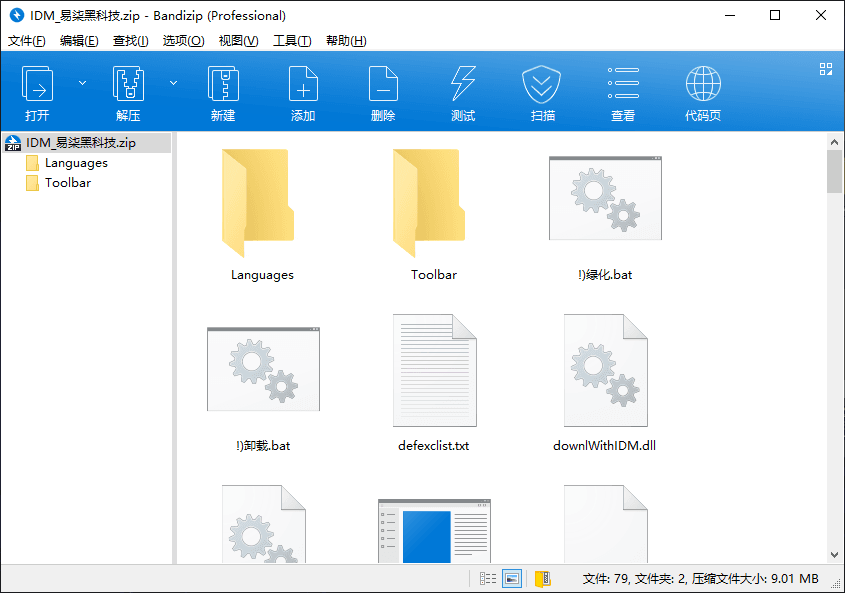 IDM_易柒黑科技.zip - Bandizip (Professional)
文件(F) 编辑(E) 查找(I) 选项(O) 视图(V) 工具(T) 帮助(H)
打开 解压 新建 添加 删除 测试 扫描 查看 代码页
IDM_易柒黑科技.zip
Languages
Toolbar
Languages Toolbar !)绿化.bat
!)卸载.bat defexclist.txt downlWithIDM.dll
文件: 79, 文件夹: 2, 压缩文件大小: 9.01 MB